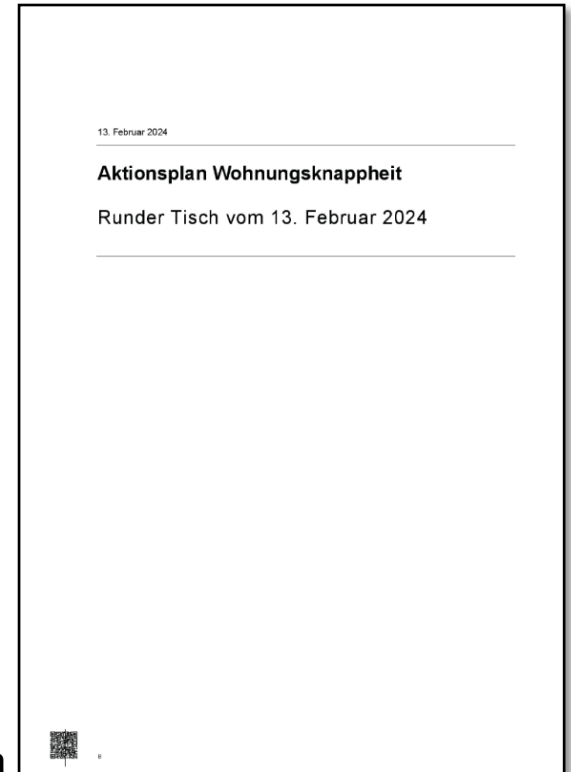 13. Februar 2024
Aktionsplan Wohnungsknappheit
Runder Tisch vom 13. Februar 2024